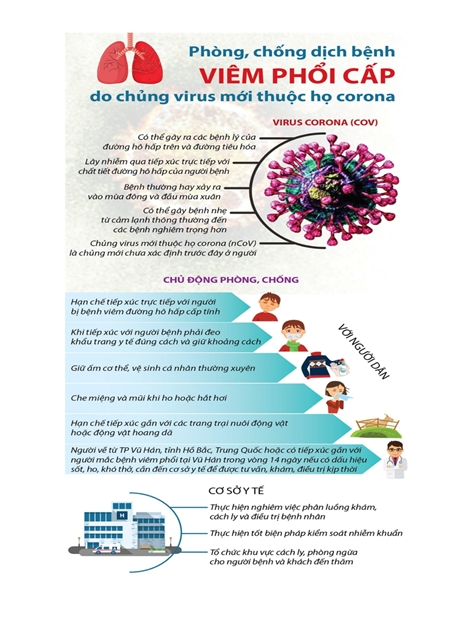 Phòng, chống dịch bệnh
VIÊM PHỔI CẤP
do chủng virus mới thuộc họ corona
VIRUS CORONA (COV)
Có thể gây ra các bệnh lý của
đường hô hấp trên và đường tiêu hóa
Lây nhiễm qua tiếp xúc trực tiếp với
chất tiết đường hô hấp của người bệnh
Bệnh thường hay xảy ra
vào mùa đông và đầu mùa xuân
Có thể gây bệnh nhẹ
từ cảm lạnh thông thường đến
các bệnh nghiêm trọng hơn
Chủng virus mới thuộc họ corona (nCoV)
là chủng mới chưa xác định trước đây ở người
CHỦ ĐỘNG PHÒNG, CHỐNG
Hạn chế tiếp xúc trực tiếp với người
bị bệnh viêm đường hô hấp cấp tính
Khi tiếp xúc với người bệnh phải đeo
khẩu trang y tế đúng cách và giữ khoảng cách
VỚI NGƯỜI DÂN
Giữ ấm cơ thể, vệ sinh cá nhân thường xuyên
Che miệng và mũi khi ho hoặc hắt hơi
Hạn chế tiếp xúc gần với các trang trại nuôi động vật
hoặc động vật hoang dã
Người về từ TP Vũ Hán, tỉnh Hồ Bắc, Trung Quốc hoặc có tiếp xúc gần với
người mắc bệnh viêm phổi tại Vũ Hán trong vòng 14 ngày nếu có dấu hiệu
sốt, ho, khó thở, cần đến cơ sở y tế để được tư vấn, khám, điều trị kịp thời
CƠ SỞ Y TẾ
H
Thực hiện nghiêm việc phân luồng khám,
cách ly và điều trị bệnh nhân
Thực hiện tốt biện pháp kiểm soát nhiễm khuẩn
Tổ chức khu vực cách ly, phòng ngừa
cho người bệnh và khách đến thăm